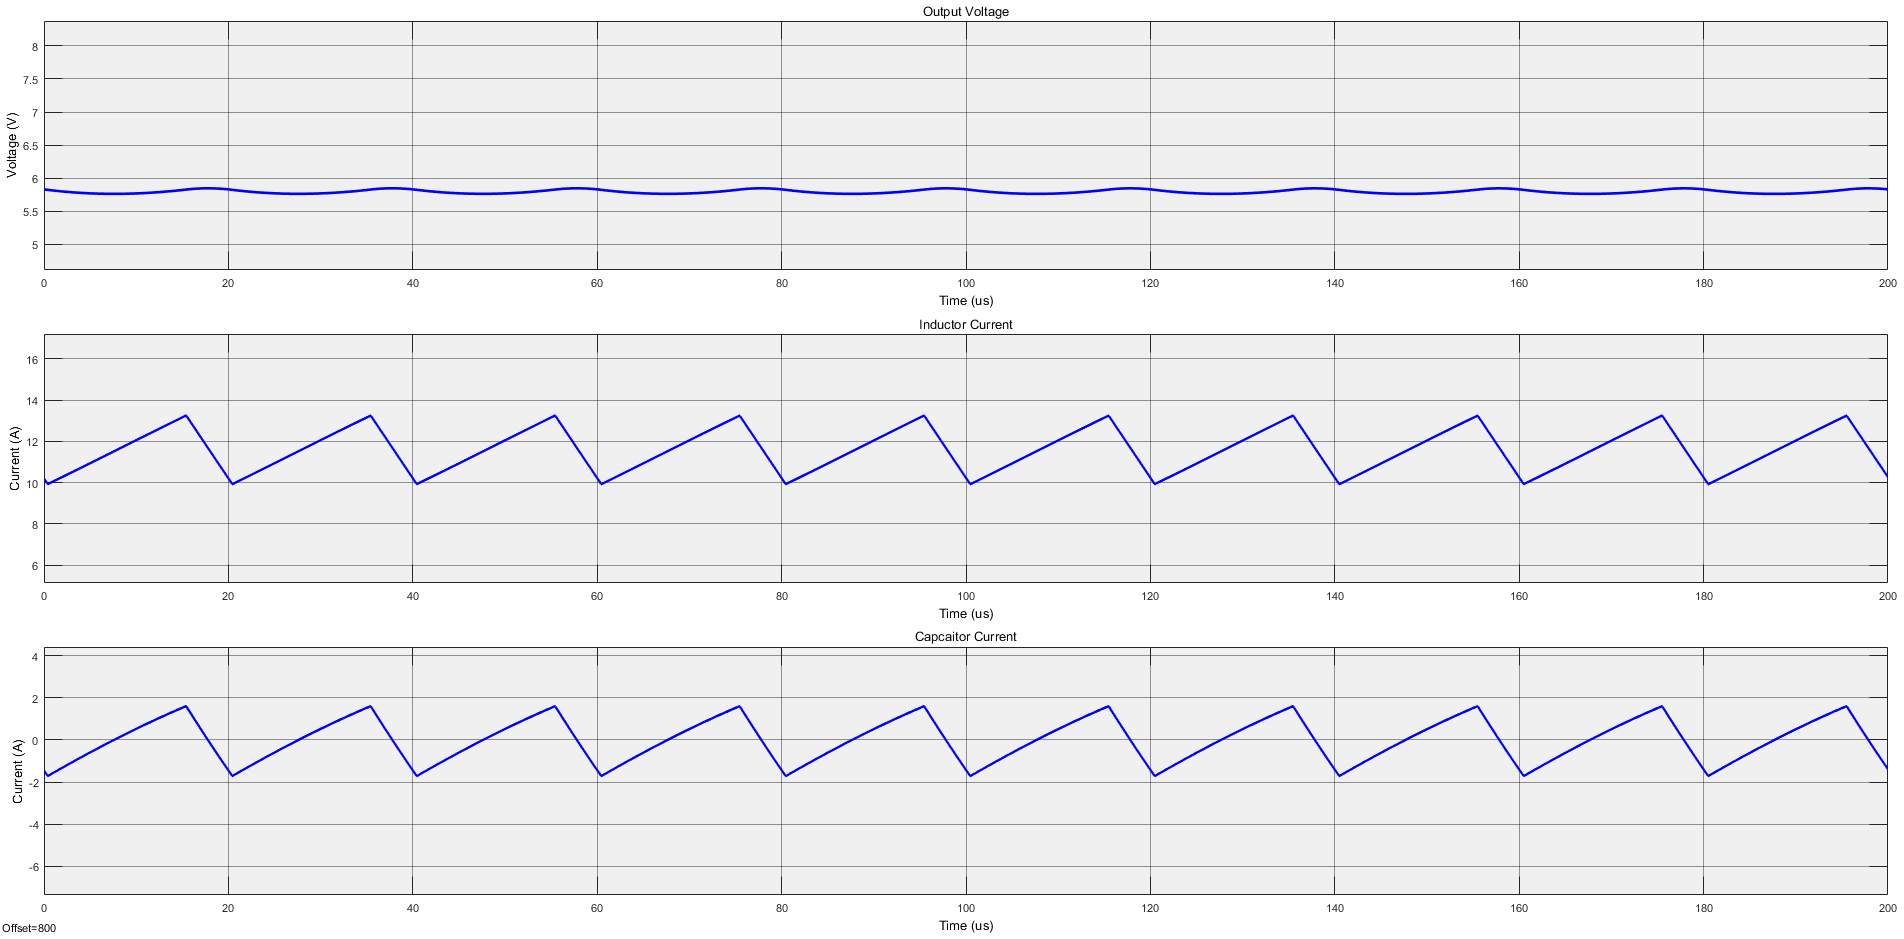 Output Voltage
Voltage (V)
8
7.5
7
6.5
6
5.5
5
0 20 40 60 80 100 120 140 160 180 200
Time (us)
Inductor Current
Current (A)
16
14
12
10
8
6
0 20 40 60 80 100 120 140 160 180 200
Time (us)
Capcaitor Current
Current (A)
4
2
0
-2
-4
-6
0 20 40 60 80 100 120 140 160 180 200
Time (us)
Offset=800